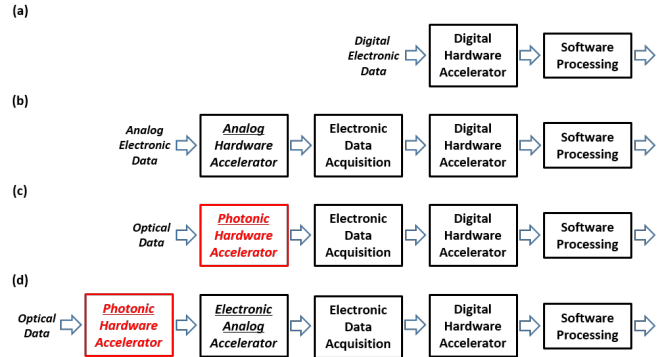 (a)
Digital
Electronic
Data
Digital
Hardware
Accelerator
Software
Processing
(b)
Analog
Electronic
Data
Analog
Hardware
Accelerator
Electronic
Data
Acquisition
Digital
Hardware
Accelerator
Software
Processing
(c)
Optical
Data
Photonic
Hardware
Accelerator
Electronic
Data
Acquisition
Digital
Hardware
Accelerator
Software
Processing
(d)
Optical
Data
Photonic
Hardware
Accelerator
Electronic
Analog
Accelerator
Electronic
Data
Acquisition
Digital
Hardware
Accelerator
Software
Processing